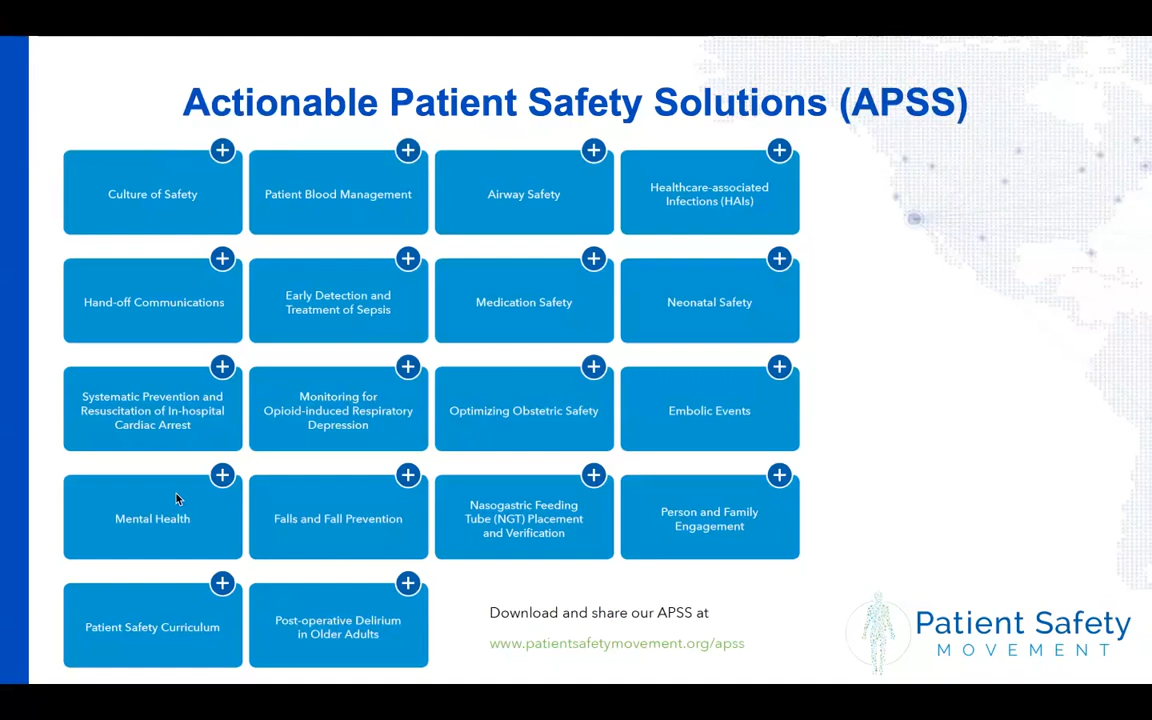 Actionable Patient Safety Solutions (APSS)
Culture of Safety
Patient Blood Management
Airway Safety
Healthcare-associated
Infections (HAIs)
Hand-off Communications
Early Detection and
Treatment of Sepsis
Medication Safety
Neonatal Safety
Systematic Prevention and
Resuscitation of In-hospital
Cardiac Arrest
Monitoring for
Opioid-induced Respiratory
Depression
Optimizing Obstetric Safety
Embolic Events
Mental Health
Falls and Fall Prevention
Nasogastric Feeding
Tube (NGT) Placement
and Verification
Person and Family
Engagement
Patient Safety Curriculum
Post-operative Delirium
in Older Adults
Download and share our APSS at
www.patientsafetymovement.org/apss
Patient Safety
MOVEMENT